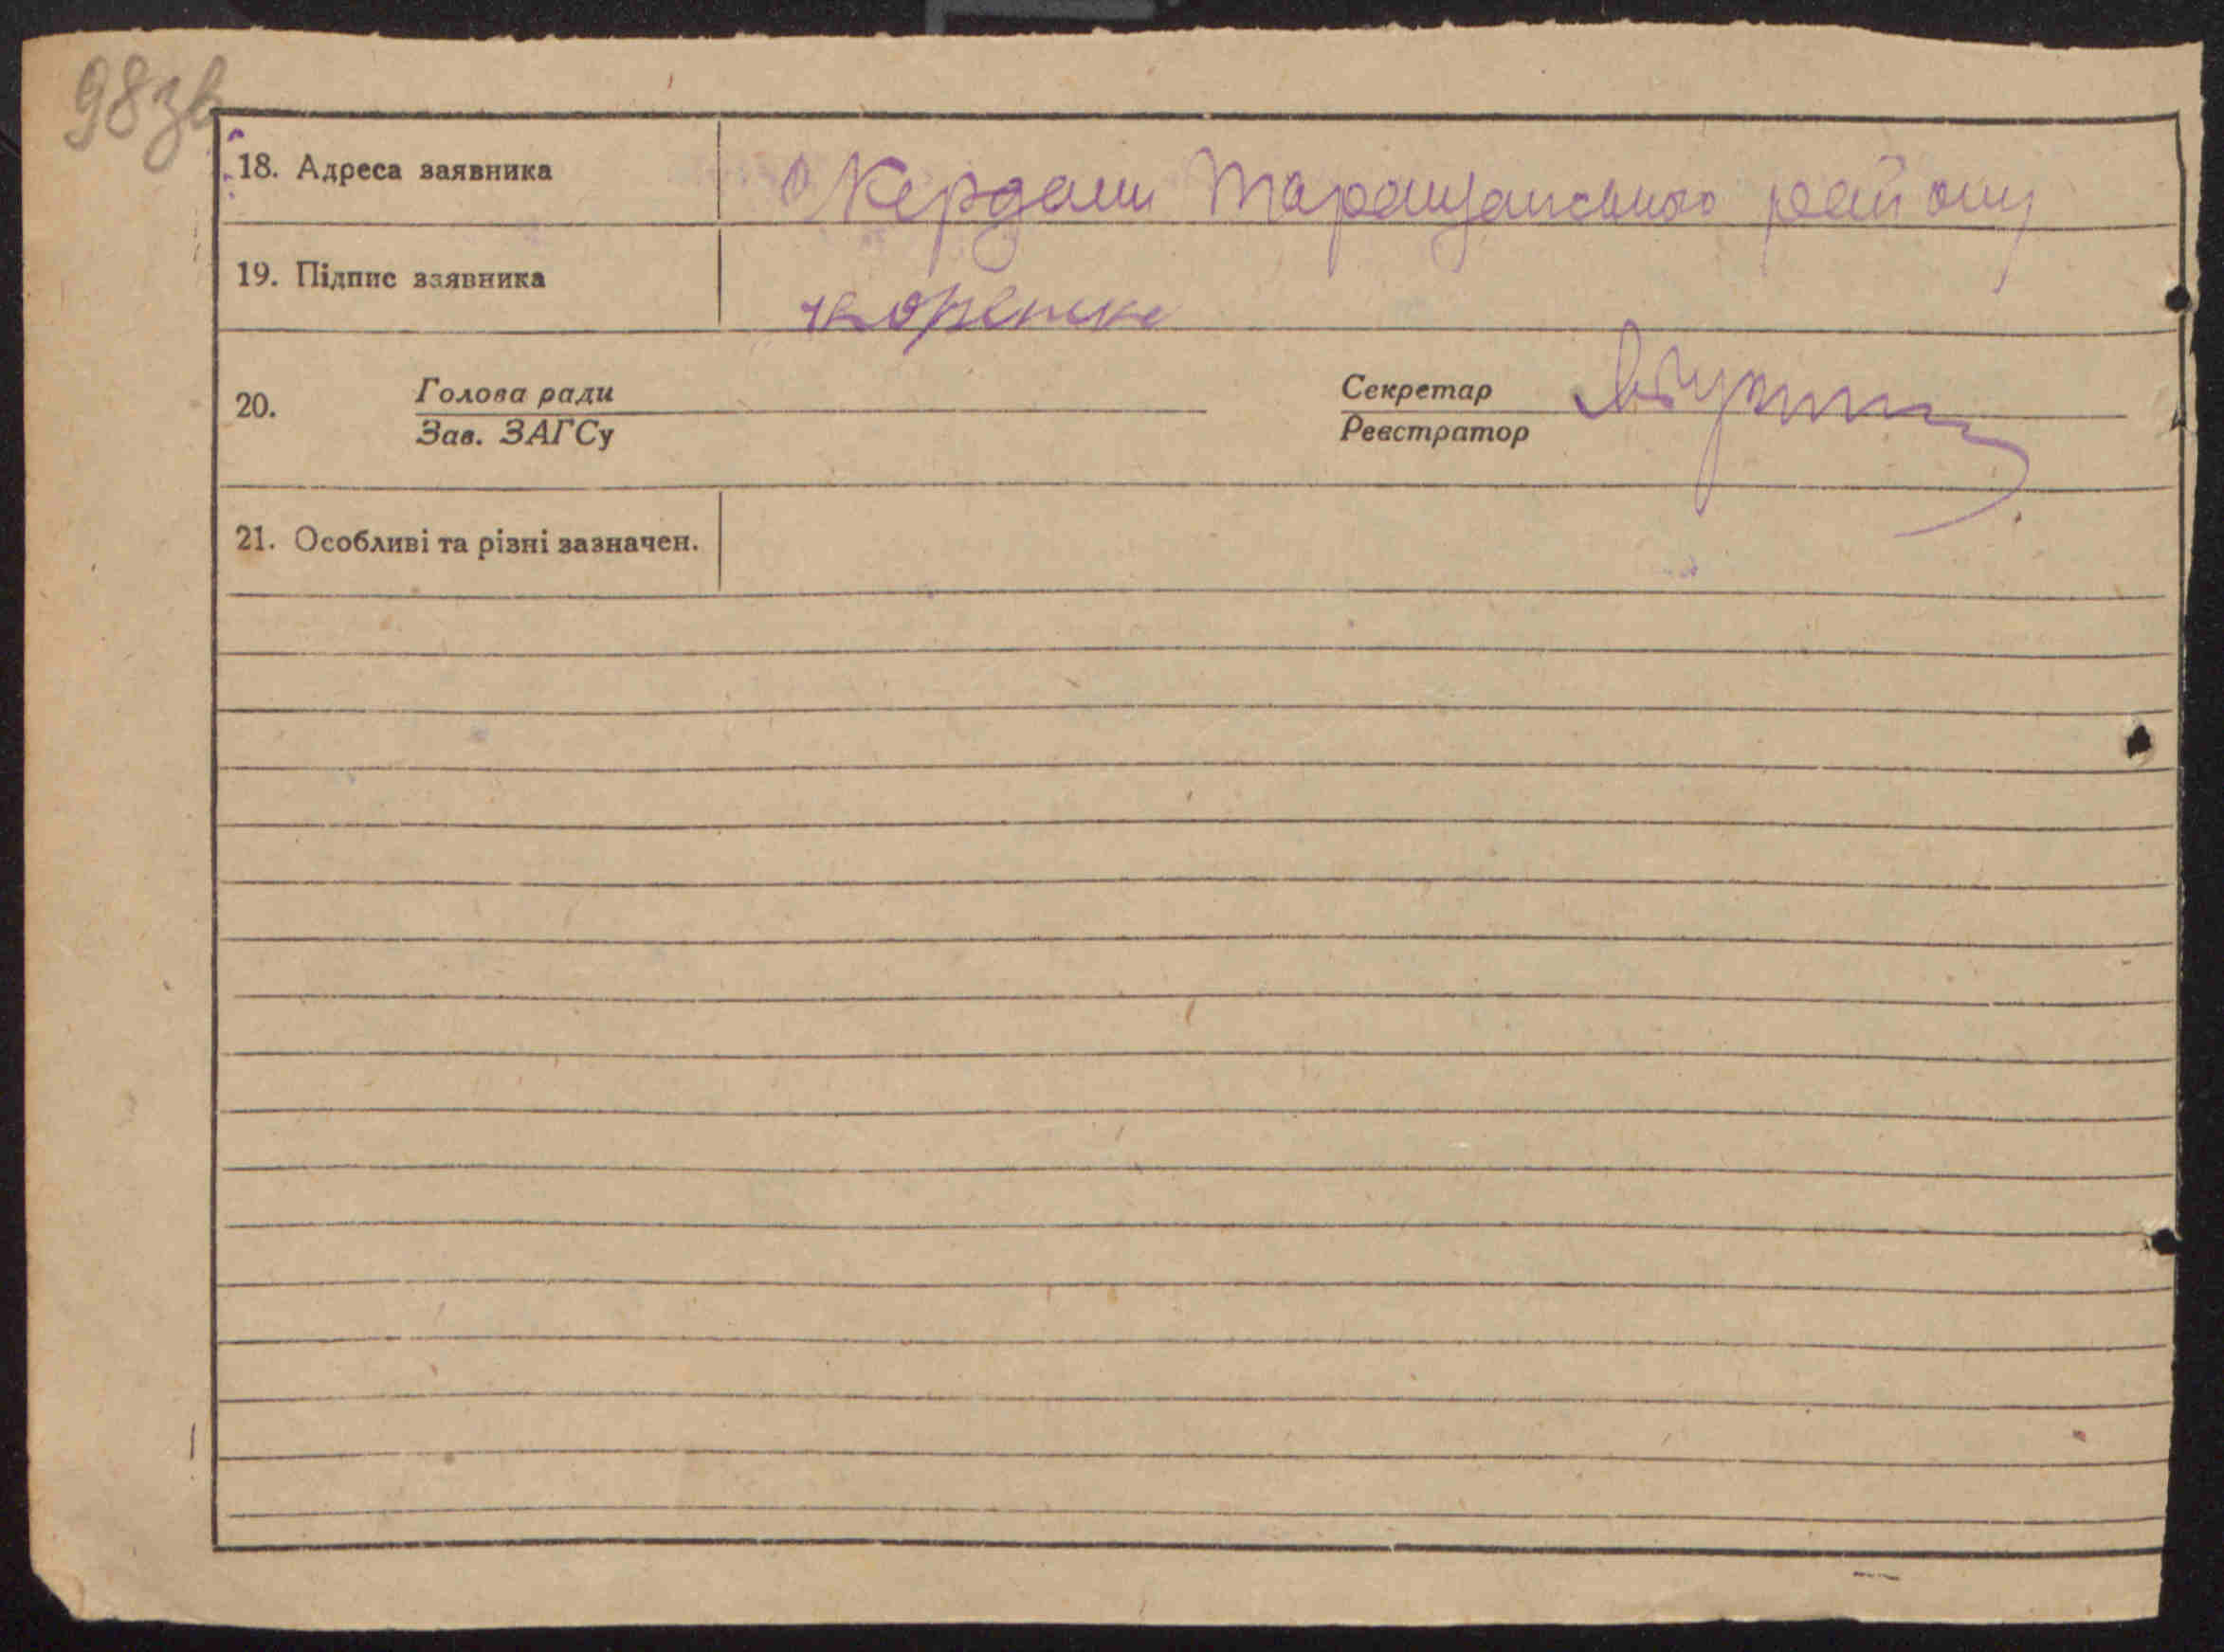 98зв
18. Адреса заявника с Кердани Таращанського району
19. Підпис заявника
20. Голова ради Секретар
Зав. ЗАГСу Реєстратор
21. Особливі та різні зазначен.